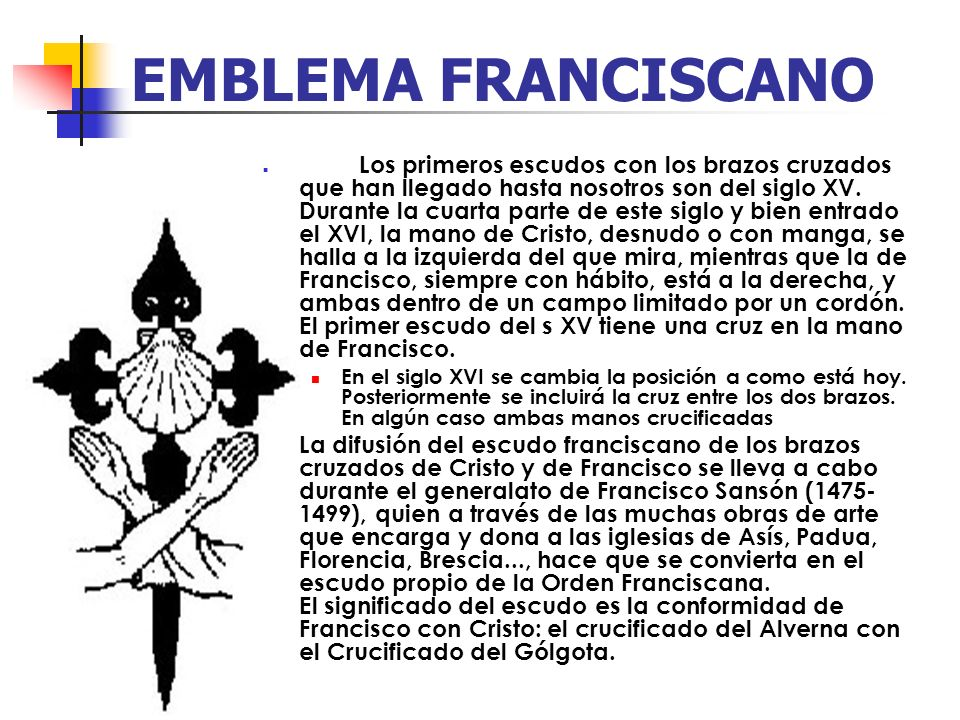 EMBLEMA FRANCISCANO
Los primeros escudos con los brazos cruzados
que han llegado hasta nosotros son del siglo XV.
Durante la cuarta parte de este siglo y bien entrado
el XVI, la mano de Cristo, desnudo o con manga, se
halla a la izquierda del que mira, mientras que la de
Francisco, siempre con hábito, está a la derecha, y
ambas dentro de un campo limitado por un cordón.
El primer escudo del s XV tiene una cruz en la mano
de Francisco.
En el siglo XVI se cambia la posición a como está hoy.
Posteriormente se incluirá la cruz entre los dos brazos.
En algún caso ambas manos crucificadas
La difusión del escudo franciscano de los brazos
cruzados de Cristo y de Francisco se lleva a cabo
durante el generalato de Francisco Sansón (1475-
1499), quien a través de las muchas obras de arte
que encarga y dona a las iglesias de Asís, Padua,
Florencia, Brescia..., hace que se convierta en el
escudo propio de la Orden Franciscana.
El significado del escudo es la conformidad de
Francisco con Cristo: el crucificado del Alverna con
el Crucificado del Gólgota.